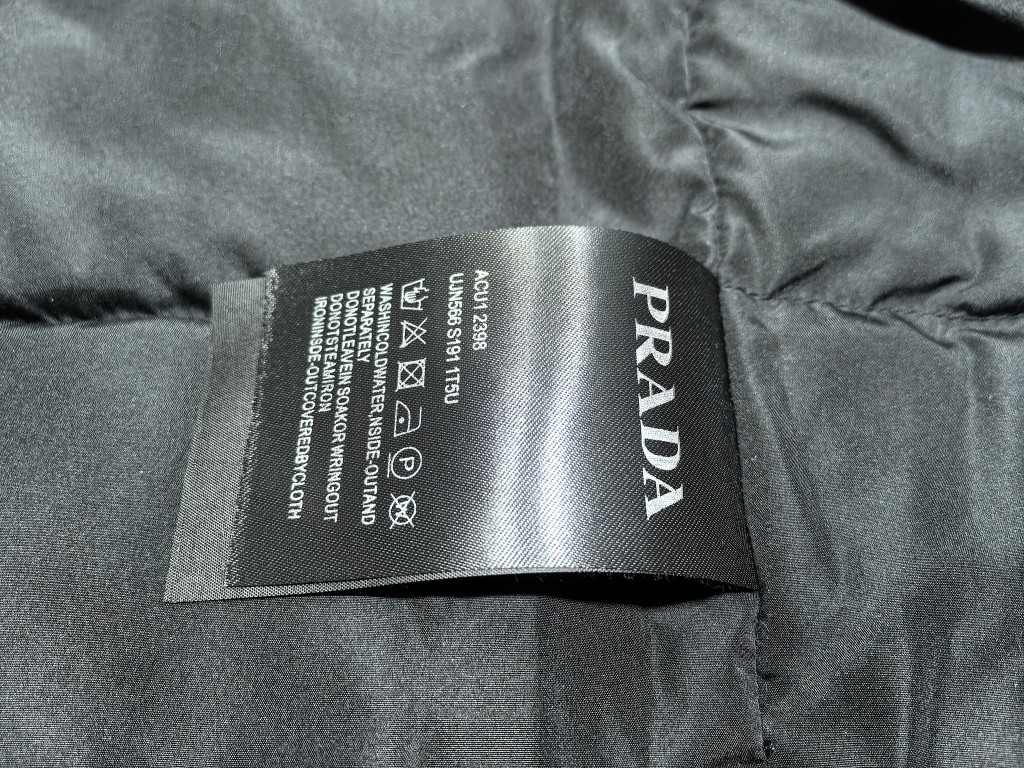 PRADA
ACU1 2398
UJN566 S191 1T5U
P
WASHINCOLDWATER,NSIDE-OUTAND
SEPARATELY
DONOTLEAVEIN SOAKOR WRINGOUT
DONOTSTEAMIRON
IRONINSIDE-OUTCOVEREDBYCLOTH